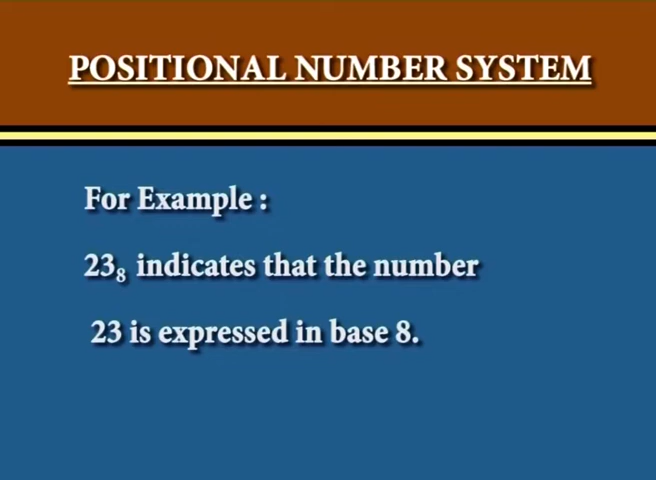 POSITIONAL NUMBER SYSTEM
For Example :
23₈ indicates that the number
23 is expressed in base 8.